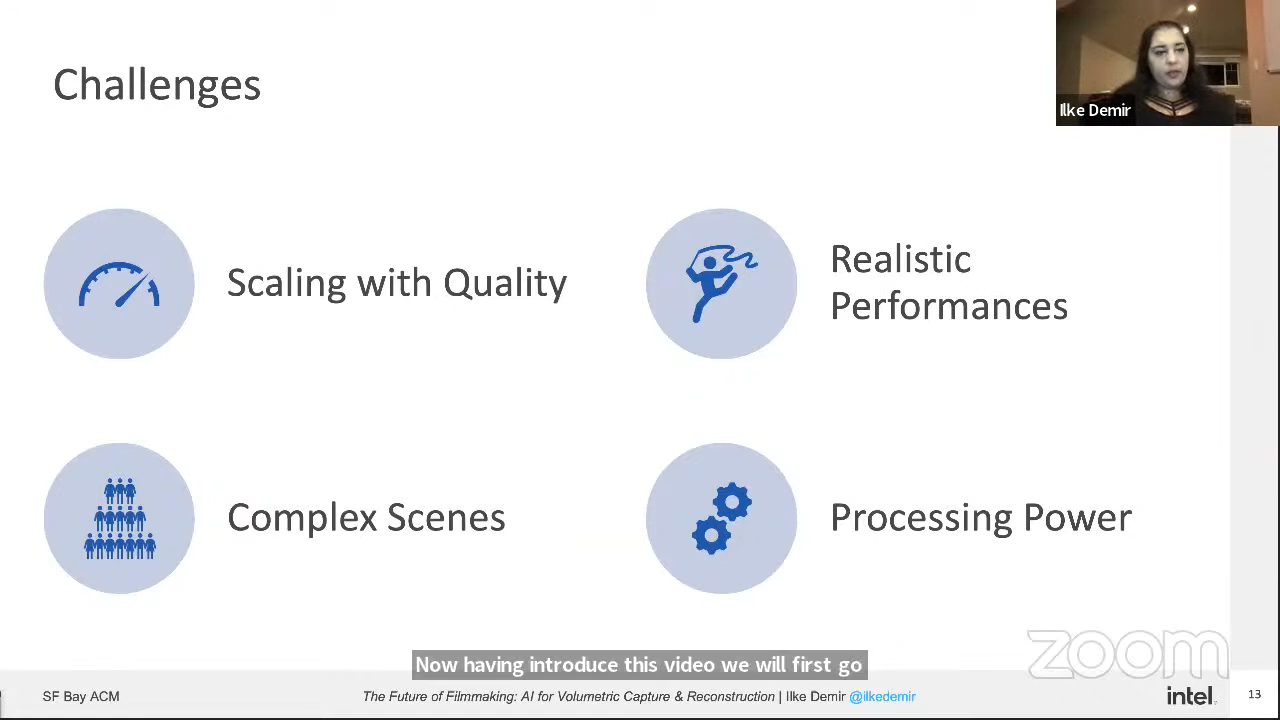 Challenges
Ilke Demir
Scaling with Quality
Realistic
Performances
Complex Scenes
Processing Power
zoom
Now having introduce this video we will first go
SF Bay ACM
The Future of Filmmaking: AI for Volumetric Capture & Reconstruction | Ilke Demir @ilkedemir
intel.
13